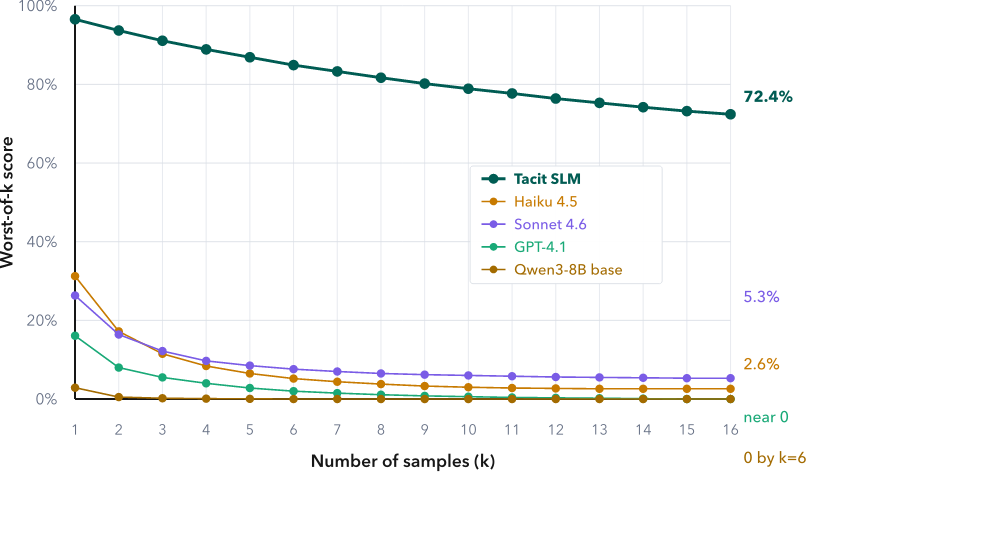 100%
80%
60%
40%
20%
0%
Worst-of-k score
1 2 3 4 5 6 7 8 9 10 11 12 13 14 15 16
Number of samples (k)
Tacit SLM
Haiku 4.5
Sonnet 4.6
GPT-4.1
Qwen3-8B base
72.4%
5.3%
2.6%
near 0
0 by k=6